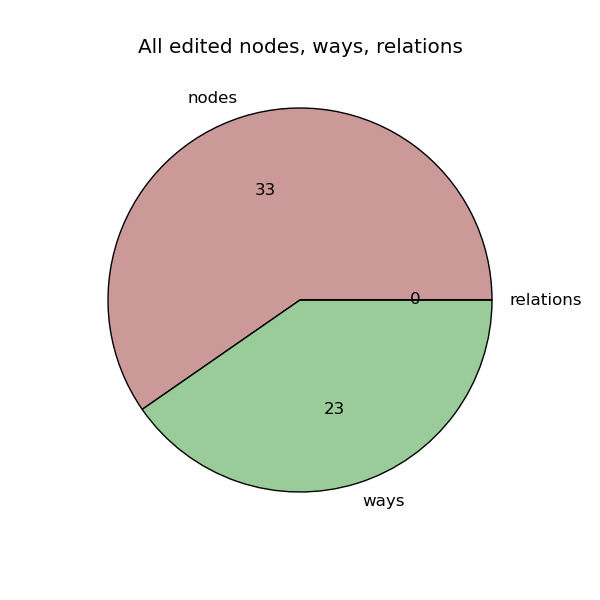 All edited nodes, ways, relations
nodes
33
0
relations
23
ways